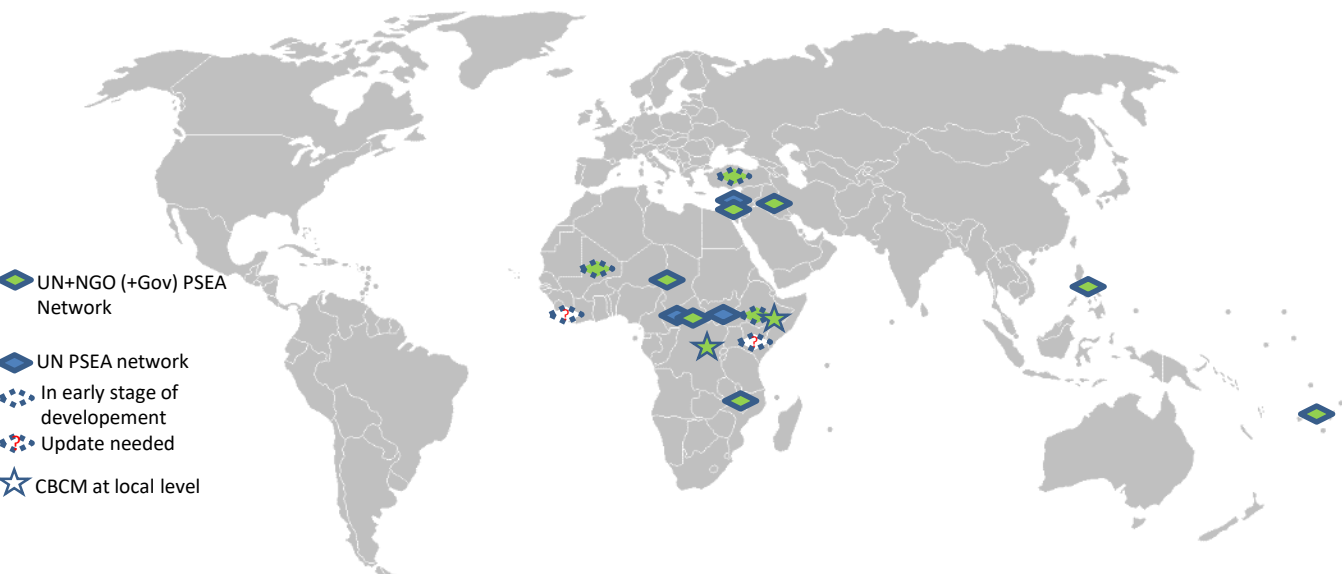 UN+NGO (+Gov) PSEA
Network
UN PSEA network
In early stage of
developement
? Update needed
CBCM at local level
?
?